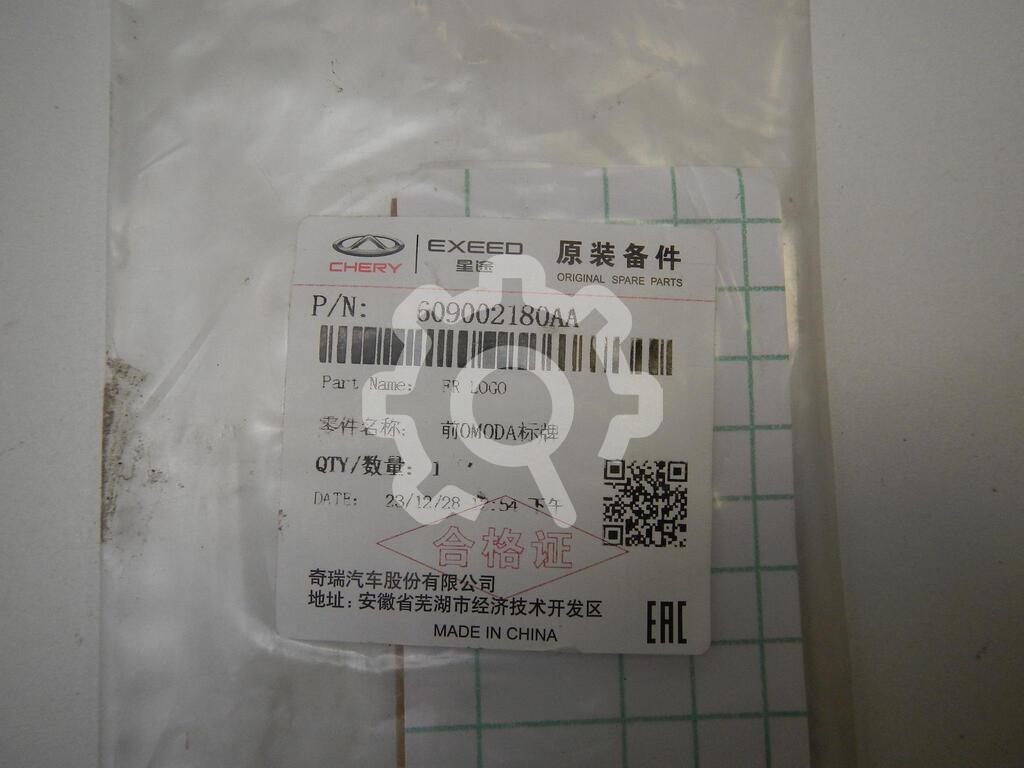 CHERY
EXEED
星途
原装备件
ORIGINAL SPARE PARTS
P/N: 609002180AA
Part Name: FR LOGO
零件名称: 前OMODA标牌
QTY/数量: 1
DATE: 23/12/28 :54 下午
合格证
奇瑞汽车股份有限公司
地址:安徽省芜湖市经济技术开发区
MADE IN CHINA
EAC